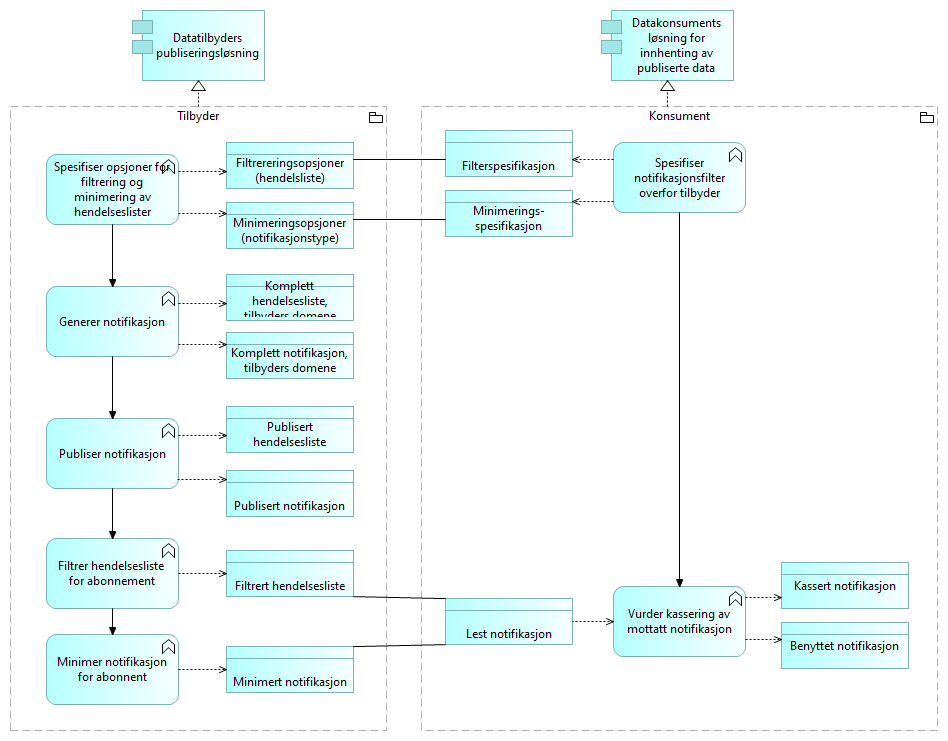 Datatilbyders
publiseringsløsning
Datakonsuments
løsning for
innhenting av
publiserte data
Tilbyder
Konsument
Spesifiser opsjoner for
filtrering og
minimering av
hendelseslister
Filtrereringsopsjoner
(hendelsliste)
Minimeringsopsjoner
(notifikasjonstype)
Filterspesifikasjon
Minimerings-
spesifikasjon
Spesifiser
notifikasjonsfilter
overfor tilbyder
Generer notifikasjon
Komplett
hendelsesliste,
tilbyders domene
Komplett notifikasjon,
tilbyders domene
Publiser notifikasjon
Publisert
hendelsesliste
Publisert notifikasjon
Filtrer hendelsesliste
for abonnement
Filtrert hendelsesliste
Minimer notifikasjon
for abonnent
Minimert notifikasjon
Lest notifikasjon
Vurder kassering av
mottatt notifikasjon
Kassert notifikasjon
Benyttet notifikasjon